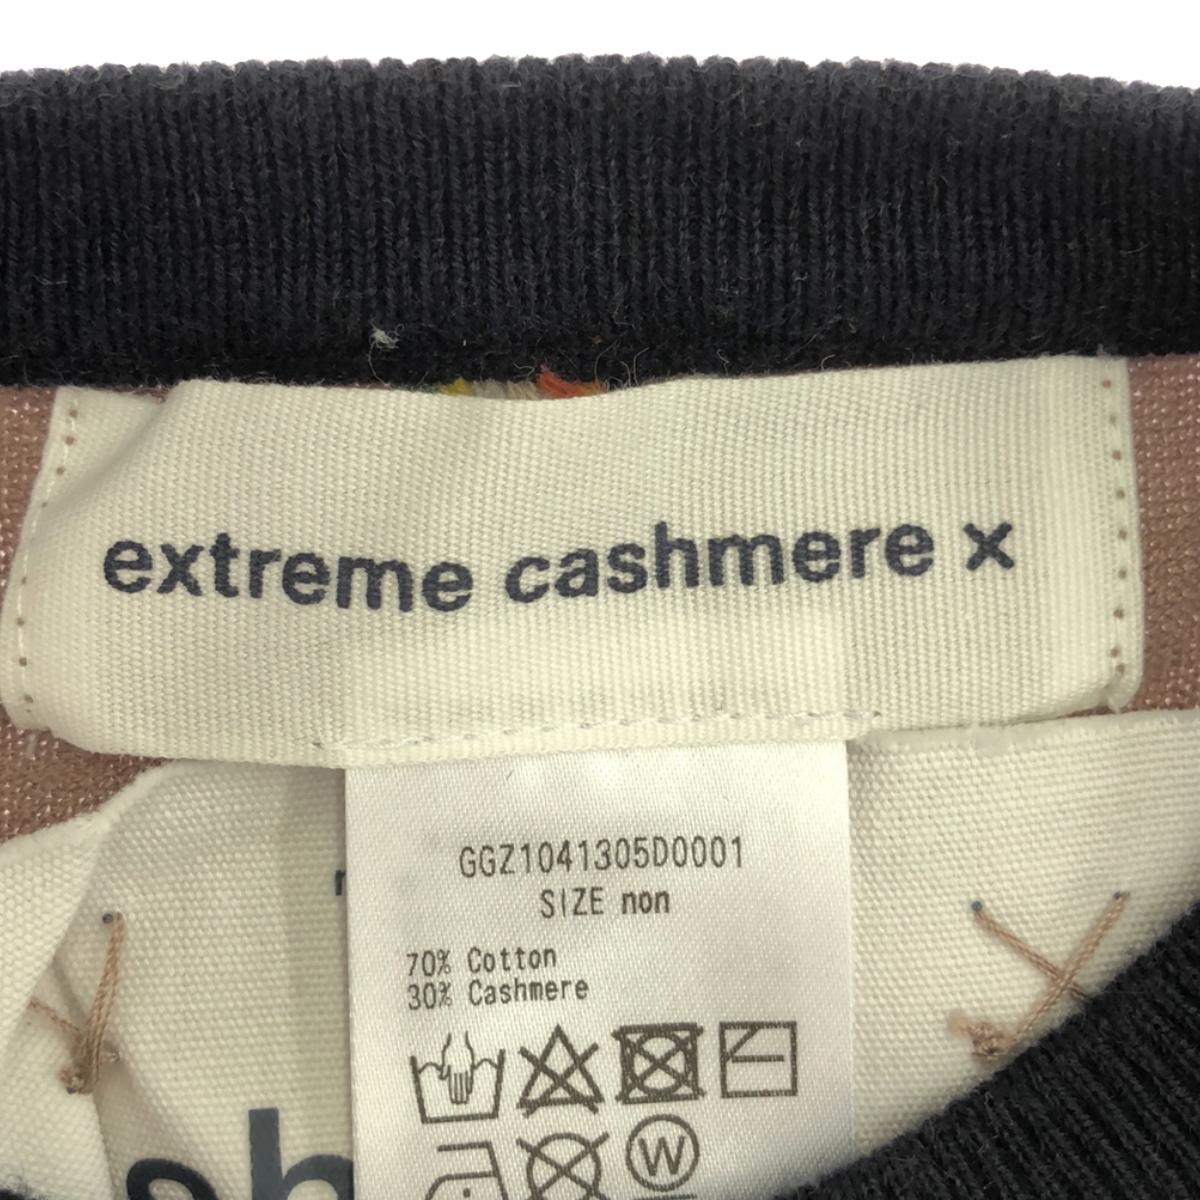 extreme cashmere x
GGZ1041305D0001
SIZE non
70% Cotton
30% Cashmere
W